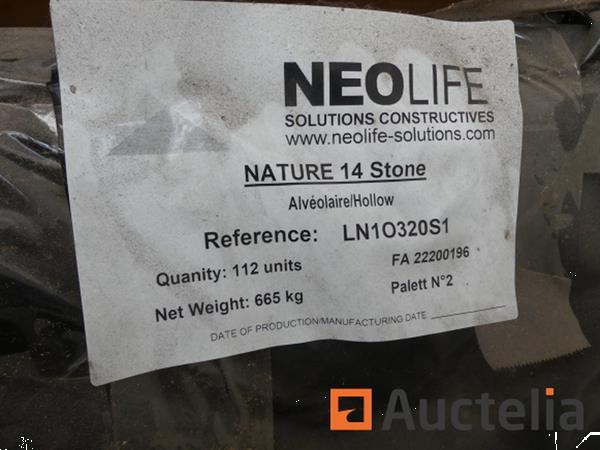 NEOLIFE
SOLUTIONS CONSTRUCTIVES
www.neolife-solutions.com
NATURE 14 Stone
Alvéolaire/Hollow
Reference: LN1O320S1
Quanity: 112 units
FA 22200196
Net Weight: 665 kg
Palett N°2
DATE OF PRODUCTION/MANUFACTURING DATE
Auctelia